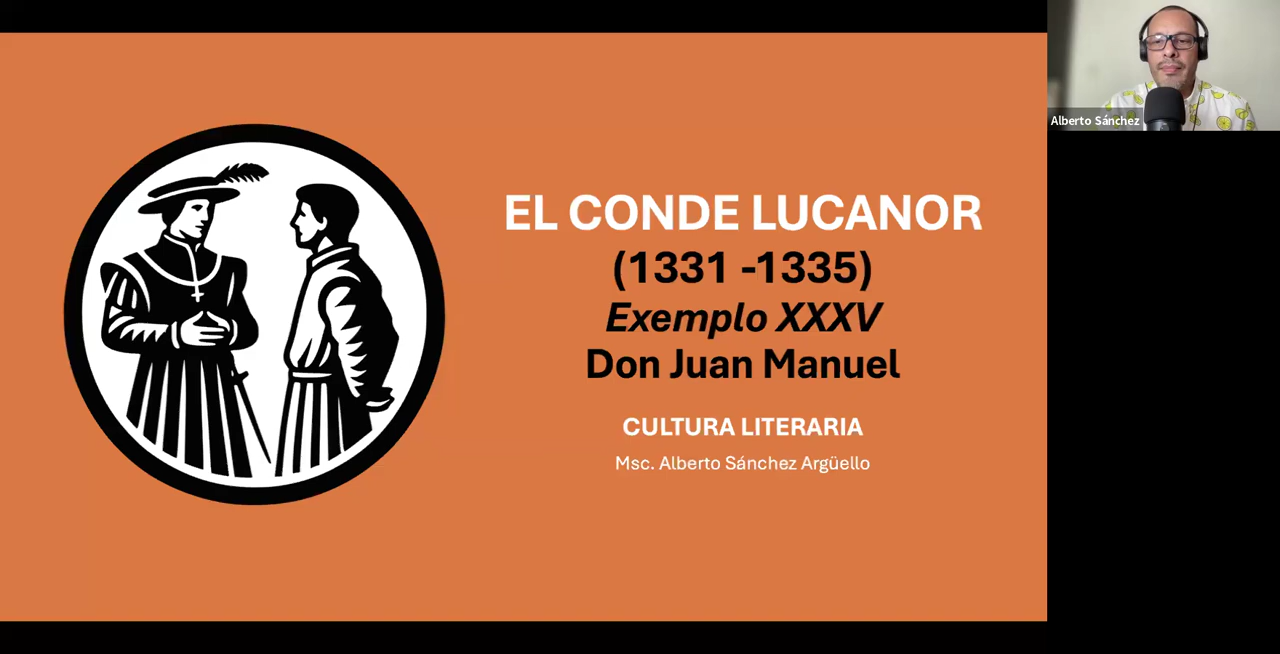 EL CONDE LUCANOR
(1331 -1335)
Exemplo XXXV
Don Juan Manuel
CULTURA LITERARIA
Msc. Alberto Sánchez Argüello
Alberto Sánchez